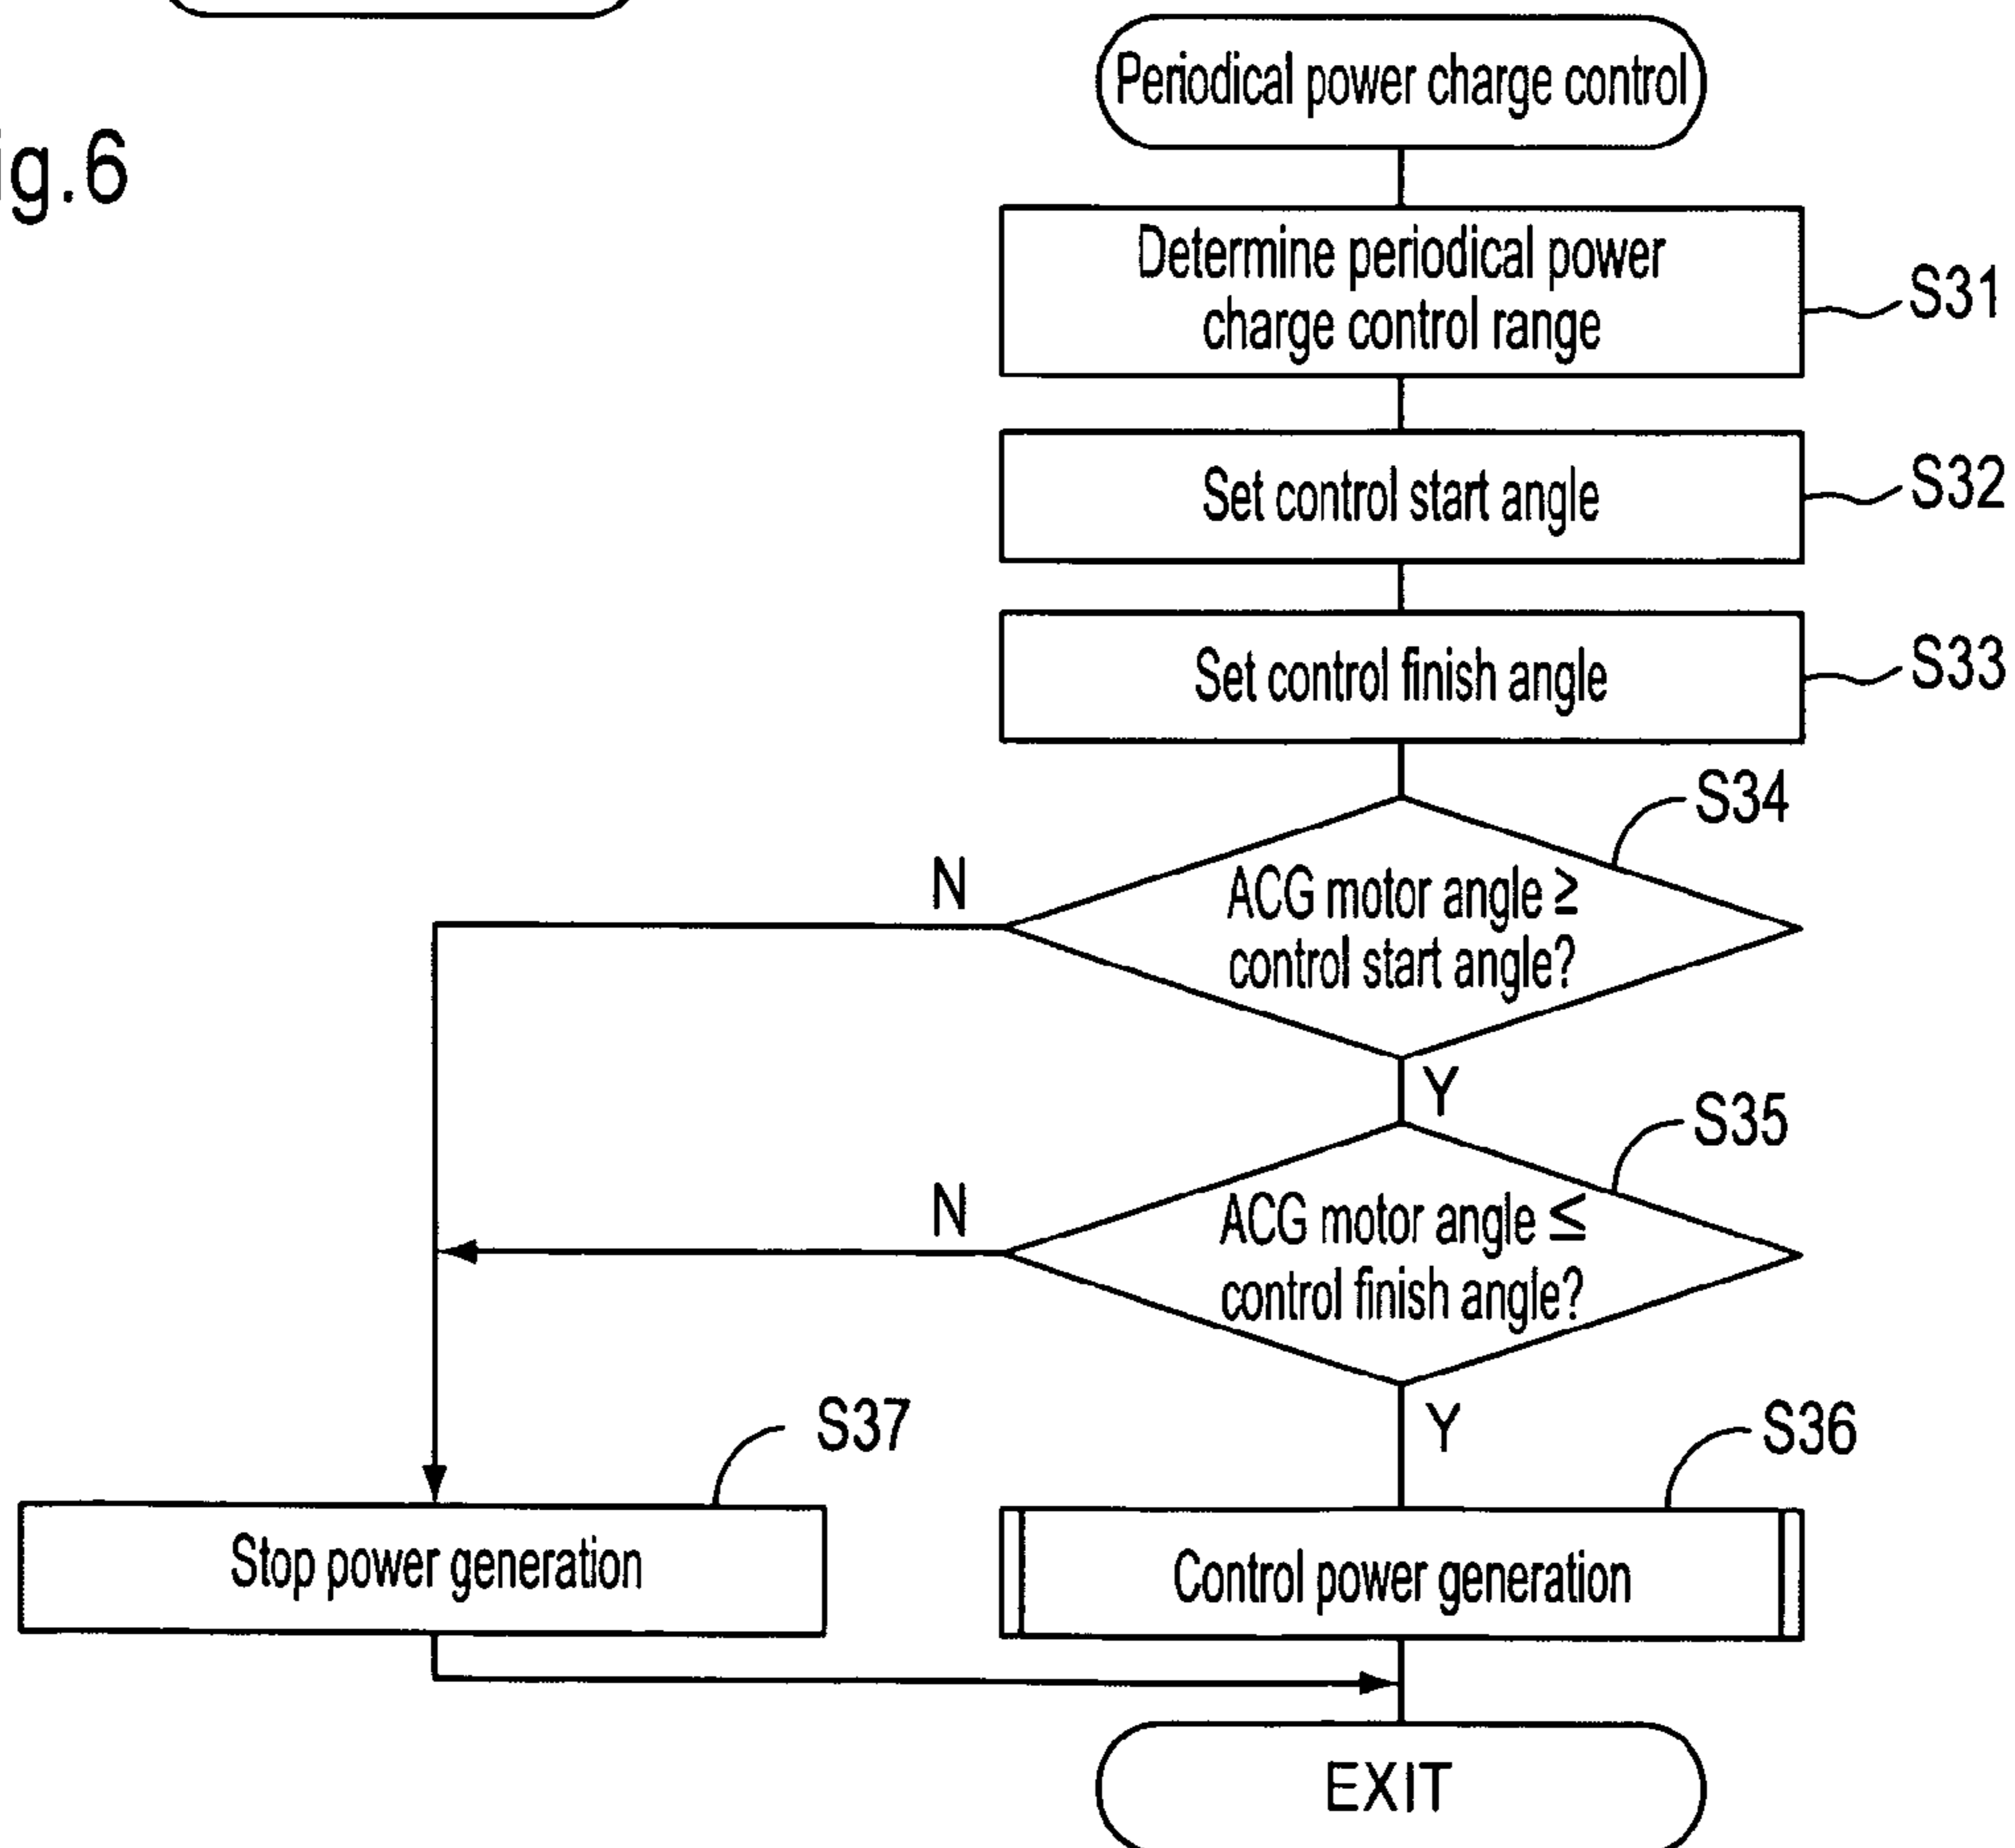 Periodical power charge control
ig.6
Determine periodical power
charge control range
S31
Set control start angle
S32
Set control finish angle
S33
S34
N
ACG motor angle ≥
control start angle?
Y
S35
N
ACG motor angle ≤
control finish angle?
Y
S37
S36
Stop power generation
Control power generation
EXIT